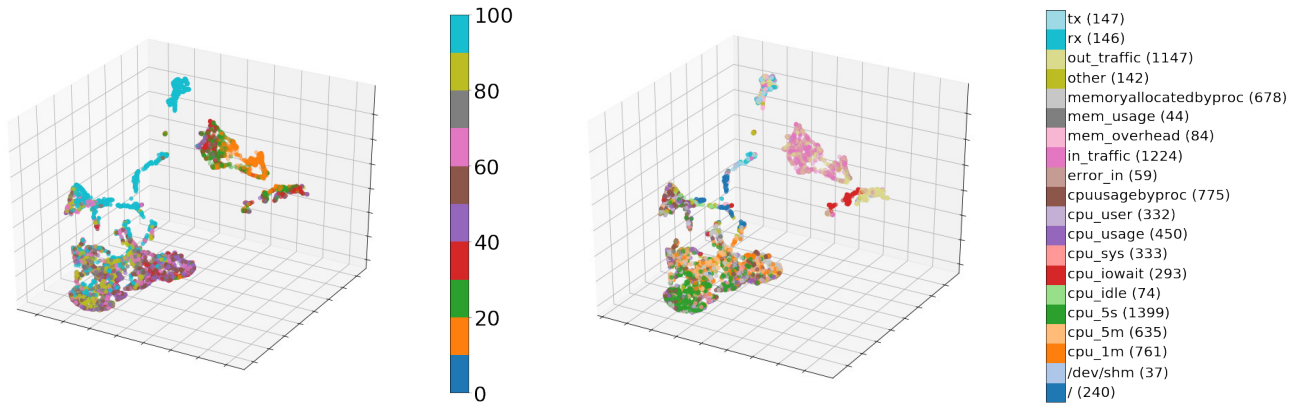 100
80
60
40
20
0
tx (147)
rx (146)
out_traffic (1147)
other (142)
memoryallocatedbyproc (678)
mem_usage (44)
mem_overhead (84)
in_traffic (1224)
error_in (59)
cpuusagebyproc (775)
cpu_user (332)
cpu_usage (450)
cpu_sys (333)
cpu_iowait (293)
cpu_idle (74)
cpu_5s (1399)
cpu_5m (635)
cpu_1m (761)
/dev/shm (37)
/ (240)